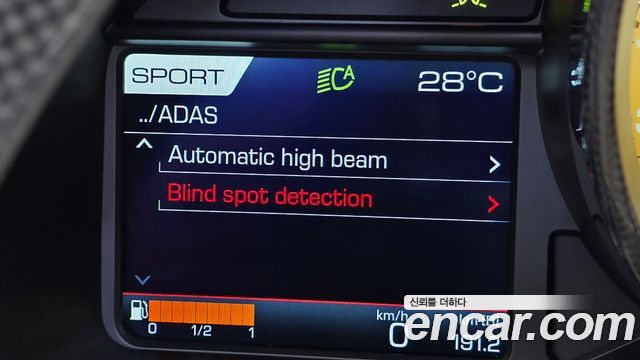 SPORT A 28°C
../ADAS
Automatic high beam
Blind spot detection
신뢰를 더하다
km/h
0 1/2 1 0 191.2
encar.com